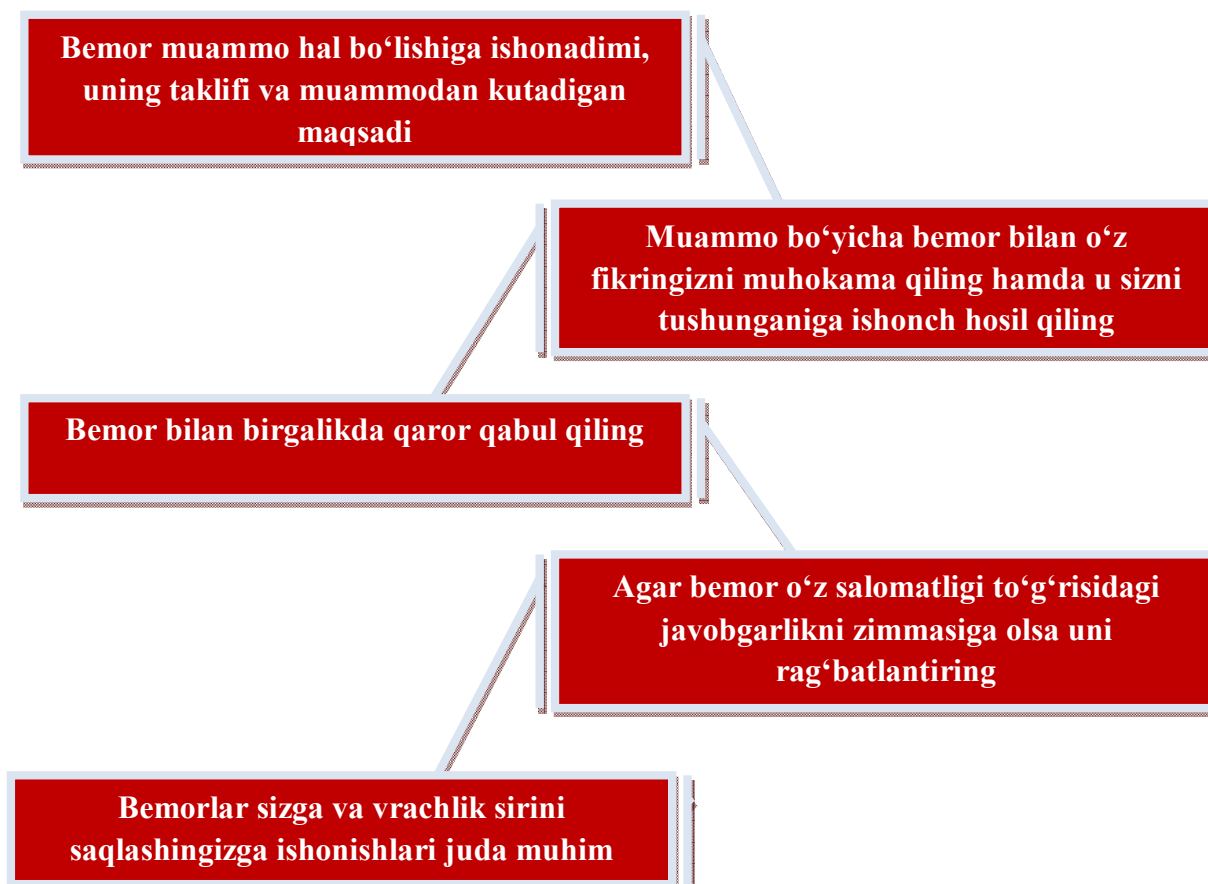 Bemor muammo hal bo‘lishiga ishonadimi,
uning taklifi va muammodan kutadigan
maqsadi
Muammo bo‘yicha bemor bilan o‘z
fikringizni muhokama qiling hamda u sizni
tushunganiga ishonch hosil qiling
Bemor bilan birgalikda qaror qabul qiling
Agar bemor o‘z salomatligi to‘g‘risidagi
javobgarlikni zimmasiga olsa uni
rag‘batlantiring
Bemorlar sizga va vrachlik sirini
saqlashingizga ishonishlari juda muhim